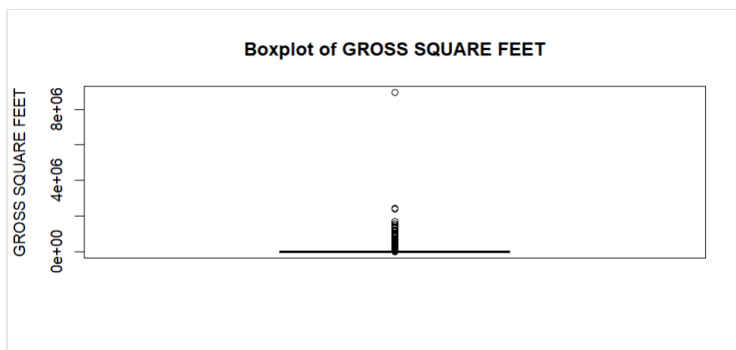 Boxplot of GROSS SQUARE FEET
GROSS SQUARE FEET
8e+06
4e+06
0e+00